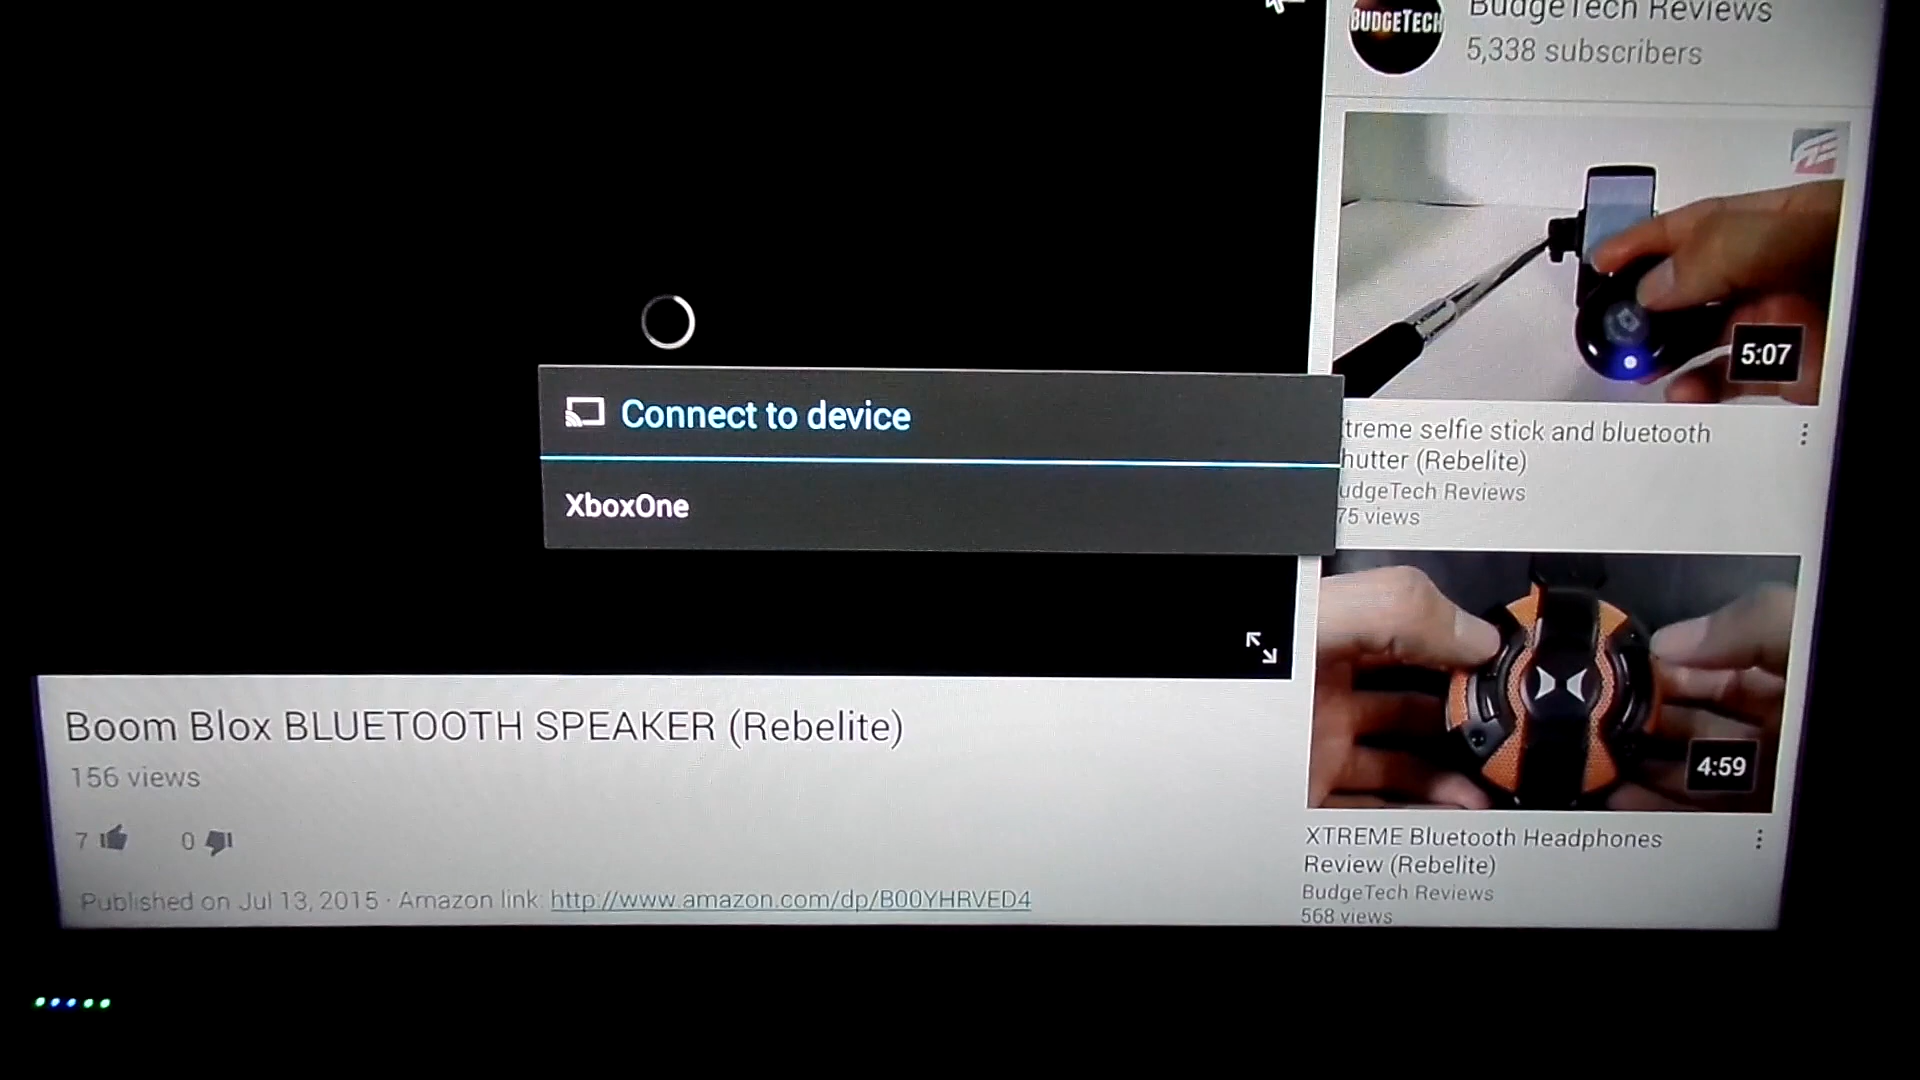 BUDGETECH
BudgeTech Reviews
5,338 subscribers
5:07
Connect to device
XboxOne
treme selfie stick and bluetooth
hutter (Rebelite)
udgeTech Reviews
75 views
4:59
Boom Blox BLUETOOTH SPEAKER (Rebelite)
156 views
7
0
Published on Jul 13, 2015 · Amazon link: http://www.amazon.com/dp/B00YHRVED4
XTREME Bluetooth Headphones
Review (Rebelite)
BudgeTech Reviews
568 views